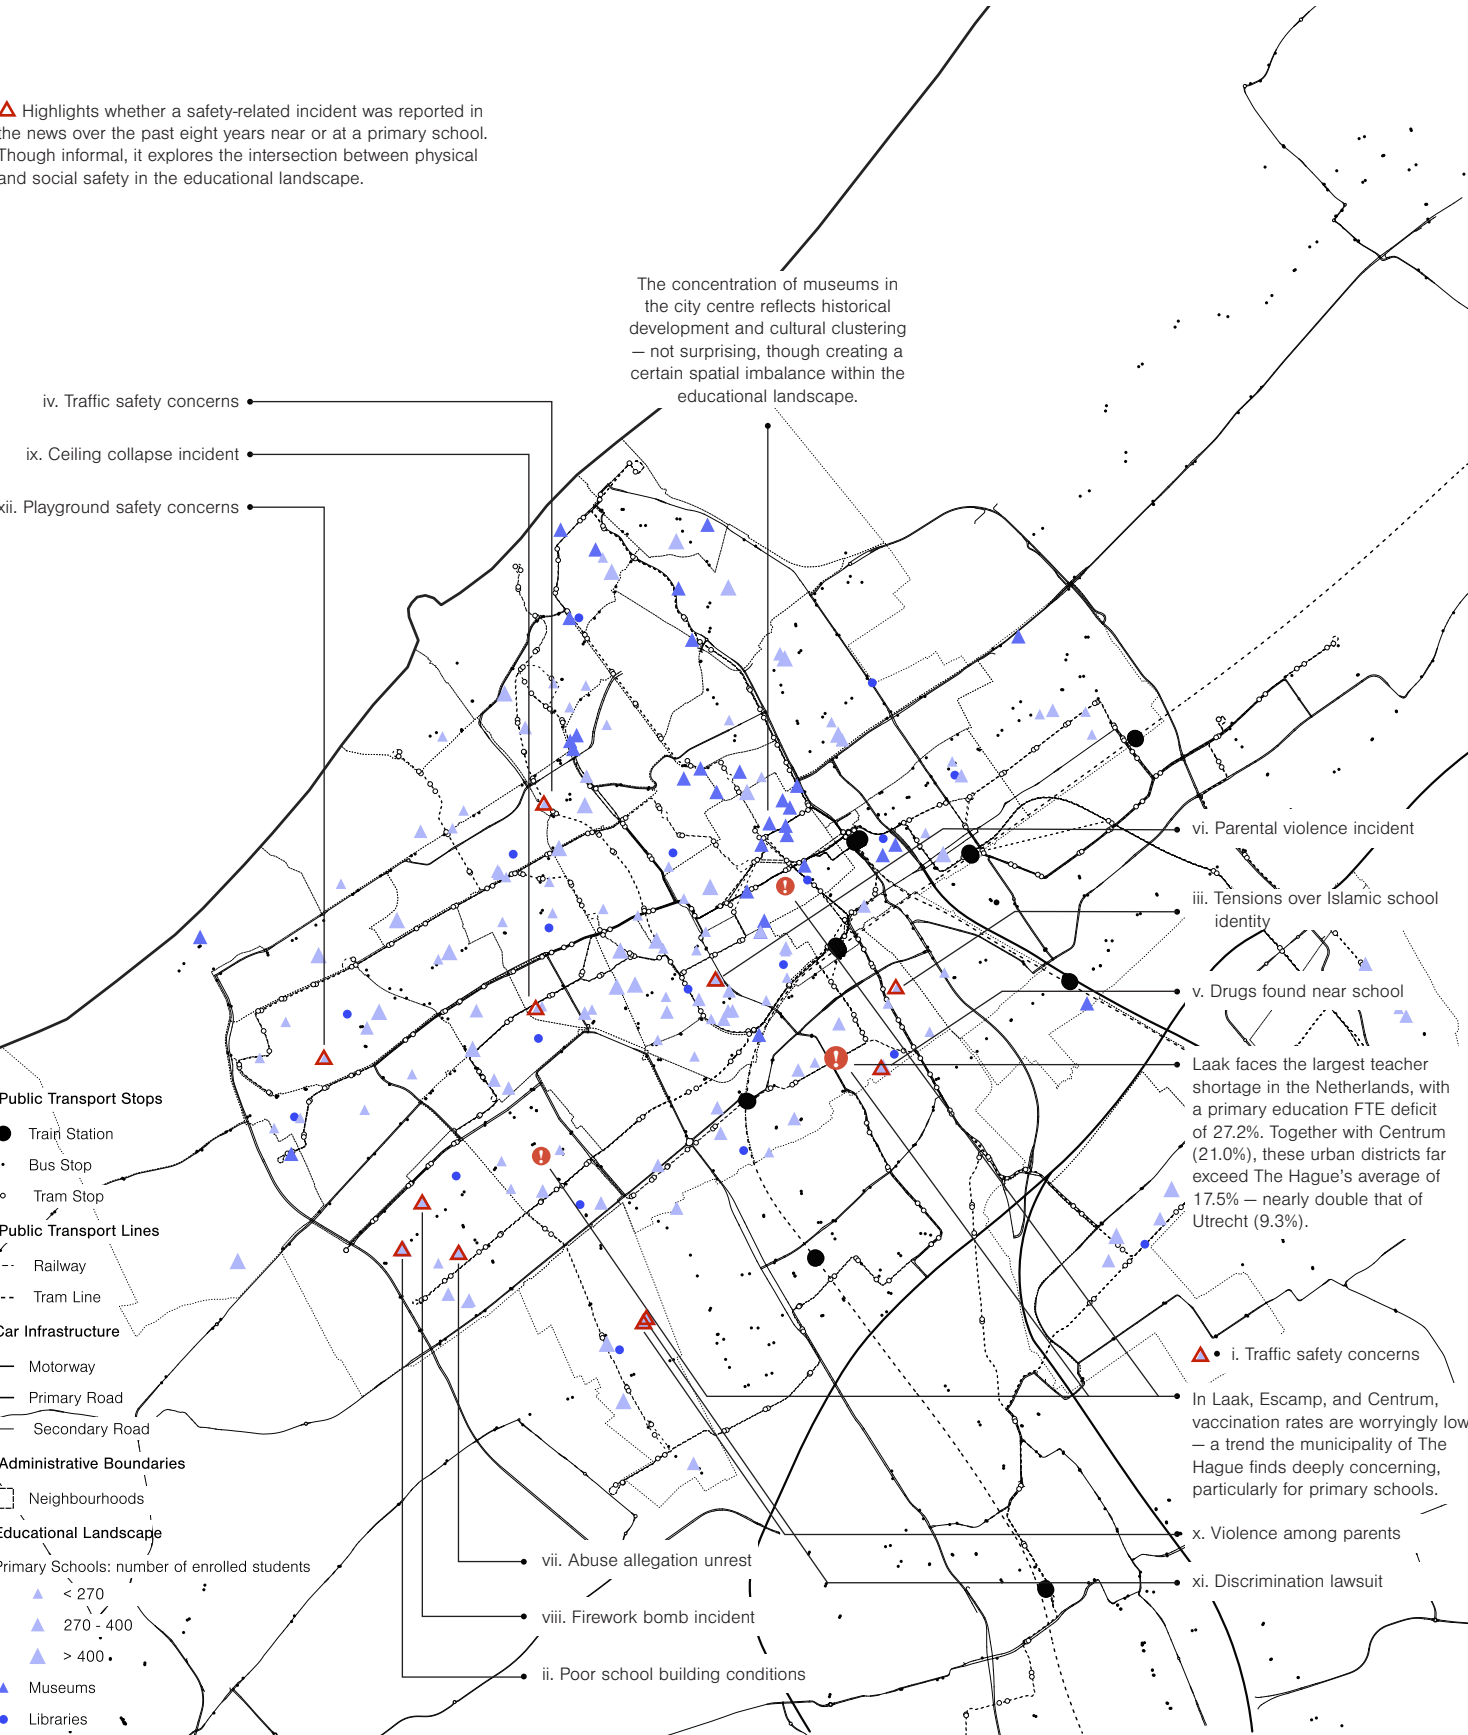 Highlights whether a safety-related incident was reported in
the news over the past eight years near or at a primary school.
Though informal, it explores the intersection between physical
and social safety in the educational landscape.
The concentration of museums in
the city centre reflects historical
development and cultural clustering
— not surprising, though creating a
certain spatial imbalance within the
educational landscape.
iv. Traffic safety concerns
ix. Ceiling collapse incident
xii. Playground safety concerns
vi. Parental violence incident
iii. Tensions over Islamic school
identity
v. Drugs found near school
Laak faces the largest teacher
shortage in the Netherlands, with
a primary education FTE deficit
of 27.2%. Together with Centrum
(21.0%), these urban districts far
exceed The Hague's average of
17.5% — nearly double that of
Utrecht (9.3%).
i. Traffic safety concerns
In Laak, Escamp, and Centrum,
vaccination rates are worryingly low
— a trend the municipality of The
Hague finds deeply concerning,
particularly for primary schools.
x. Violence among parents
xi. Discrimination lawsuit
vii. Abuse allegation unrest
viii. Firework bomb incident
ii. Poor school building conditions
Public Transport Stops
Train Station
Bus Stop
Tram Stop
Public Transport Lines
Railway
Tram Line
Car Infrastructure
Motorway
Primary Road
Secondary Road
Administrative Boundaries
Neighbourhoods
Educational Landscape
Primary Schools: number of enrolled students
< 270
270 - 400
> 400
Museums
Libraries